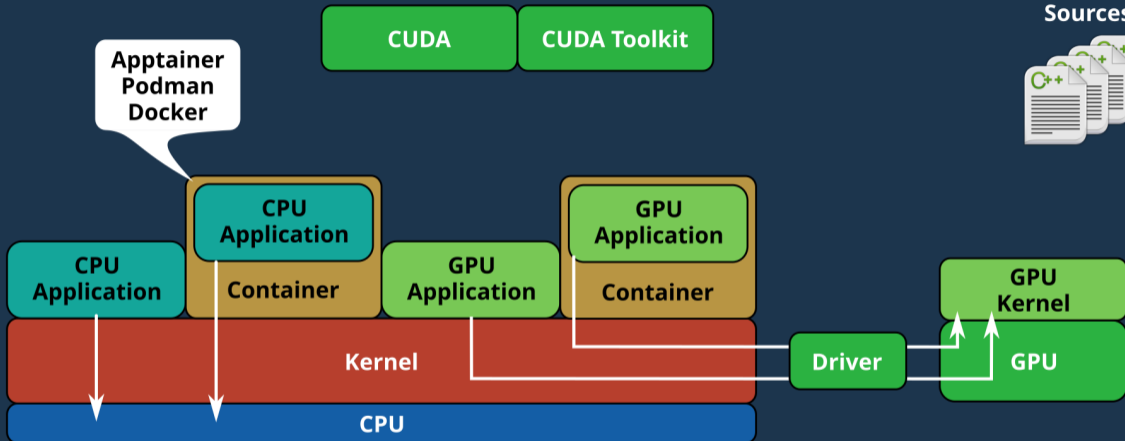 Sources
CUDA
CUDA Toolkit
Apptainer
Podman
Docker
C++
C++
C++
C++
CPU
Application
Container
GPU
Application
Container
CPU
Application
GPU
Application
GPU
Kernel
Kernel
Driver
GPU
CPU